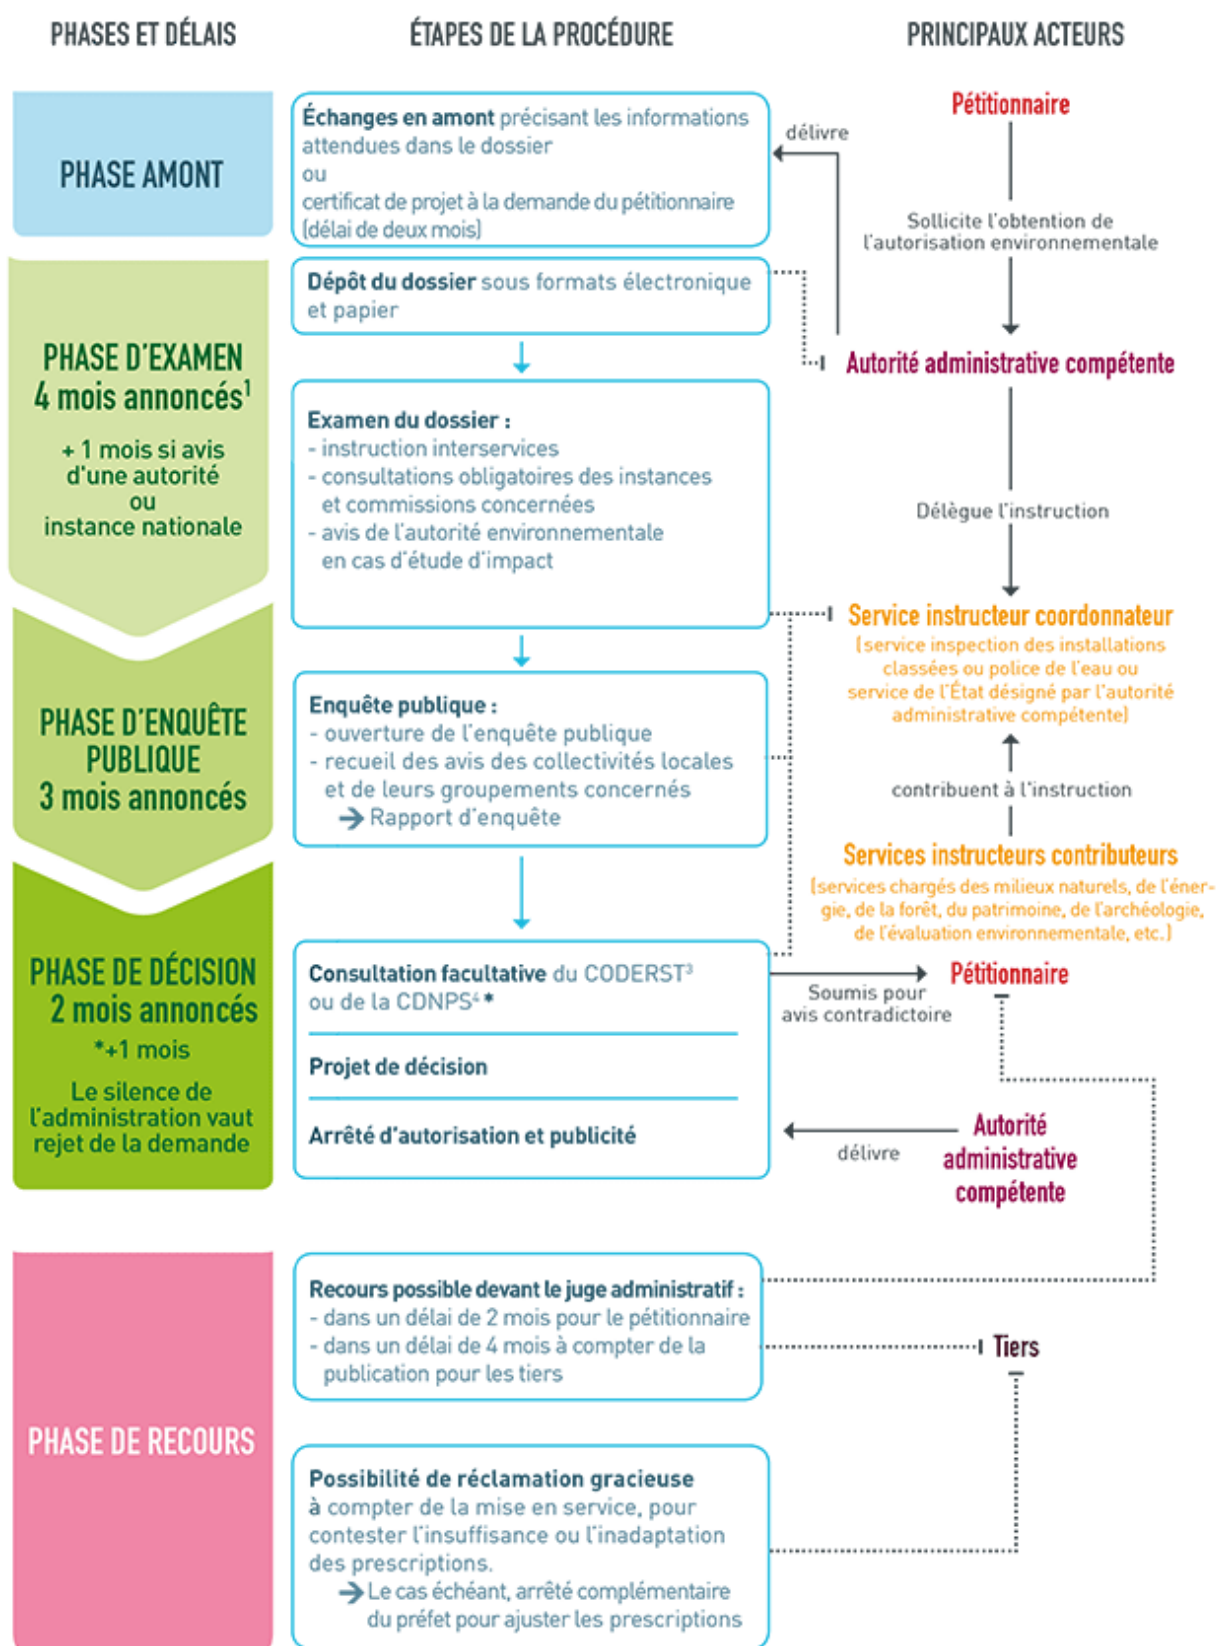 PHASES ET DÉLAIS
ÉTAPES DE LA PROCÉDURE
PRINCIPAUX ACTEURS
PHASE AMONT
Échanges en amont précisant les informations
attendues dans le dossier
ou
certificat de projet à la demande du pétitionnaire
(délai de deux mois)
délivre
Pétitionnaire
Sollicite l'obtention de
l'autorisation environnementale
PHASE D'EXAMEN
4 mois annoncés¹
+ 1 mois si avis
d'une autorité
ou
instance nationale
Dépôt du dossier sous formats électronique
et papier
Autorité administrative compétente
Examen du dossier :
- instruction interservices
- consultations obligatoires des instances
et commissions concernées
- avis de l'autorité environnementale
en cas d'étude d'impact
Délègue l'instruction
Service instructeur coordonnateur
(service inspection des installations
classées ou police de l'eau ou
service de l'État désigné par l'autorité
administrative compétente)
PHASE D'ENQUÊTE
PUBLIQUE
3 mois annoncés
Enquête publique :
- ouverture de l'enquête publique
- recueil des avis des collectivités locales
et de leurs groupements concernés
→ Rapport d'enquête
contribuent à l'instruction
Services instructeurs contributeurs
(services chargés des milieux naturels, de l'éner-
gie, de la forêt, du patrimoine, de l'archéologie,
de l'évaluation environnementale, etc.)
PHASE DE DÉCISION
2 mois annoncés
*+1 mois
Le silence de
l'administration vaut
rejet de la demande
Consultation facultative du CODERST³
ou de la CDNPS⁴ *
Projet de décision
Arrêté d'autorisation et publicité
Soumis pour
avis contradictoire
Pétitionnaire
délivre
Autorité
administrative
compétente
PHASE DE RECOURS
Recours possible devant le juge administratif :
- dans un délai de 2 mois pour le pétitionnaire
- dans un délai de 4 mois à compter de la
publication pour les tiers
Tiers
Possibilité de réclamation gracieuse
à compter de la mise en service, pour
contester l'insuffisance ou l'inadaptation
des prescriptions.
→ Le cas échéant, arrêté complémentaire
du préfet pour ajuster les prescriptions